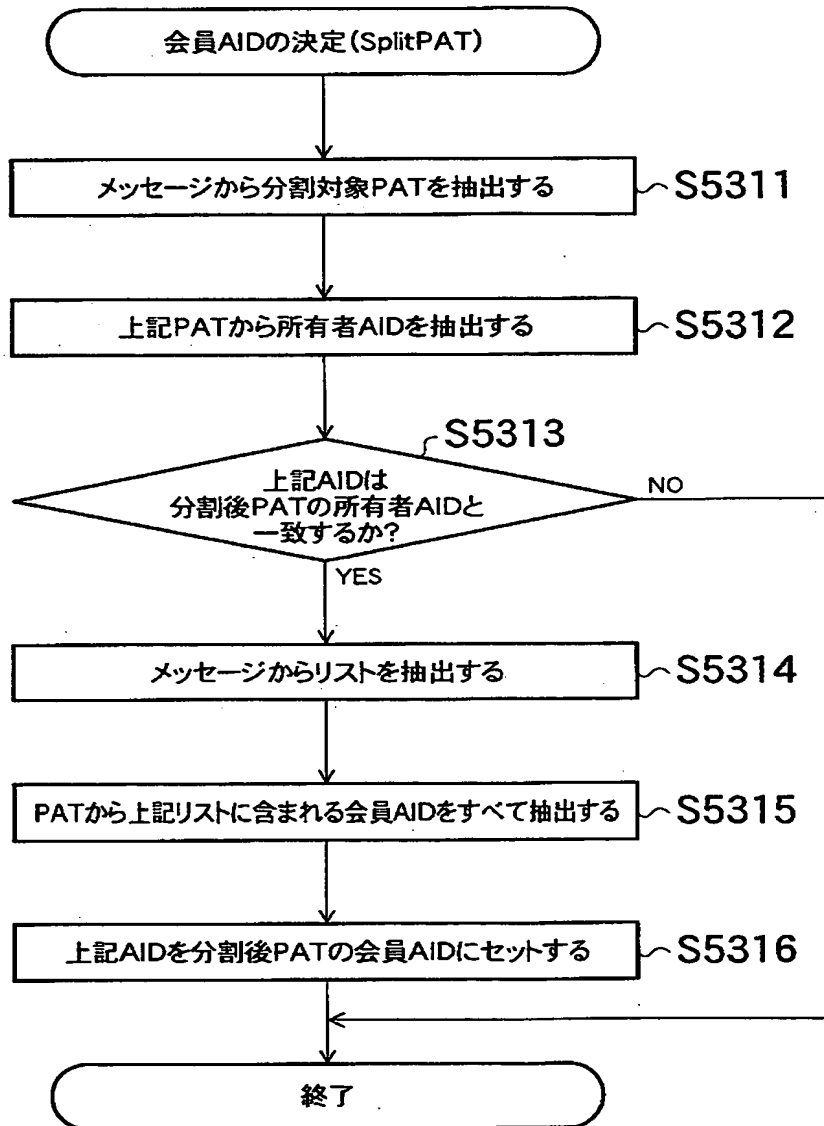 会員AIDの決定(SplitPAT)
メッセージから分割対象PATを抽出する
S5311
上記PATから所有者AIDを抽出する
S5312
S5313
上記AIDは
分割後PATの所有者AIDと
一致するか?
NO
YES
メッセージからリストを抽出する
S5314
PATから上記リストに含まれる会員AIDをすべて抽出する
S5315
上記AIDを分割後PATの会員AIDにセットする
S5316
終了